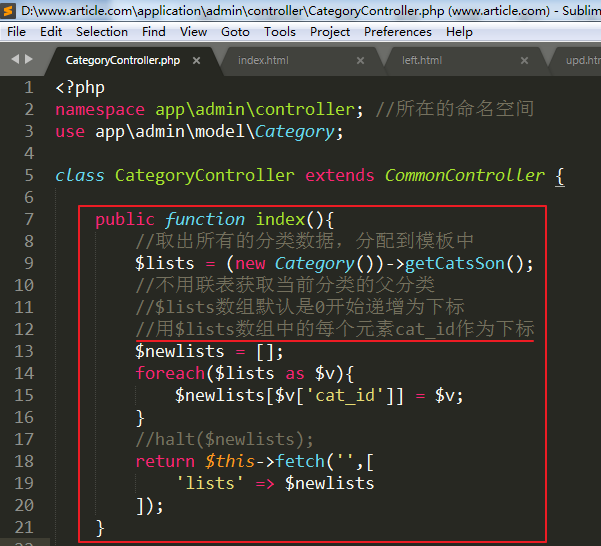 D:\www.article.com\application\admin\controller\CategoryController.php (www.article.com) - Sublim
File Edit Selection Find View Goto Tools Project Preferences Help
CategoryController.php × index.html × left.html × upd.htm
1 <?php
2 namespace app\admin\controller; //所在的命名空间
3 use app\admin\model\Category;
4
5 class CategoryController extends CommonController {
6
7 public function index(){
8 //取出所有的分类数据，分配到模板中
9 $lists = (new Category())->getCatsSon();
10 //不用联表获取当前分类的父分类
11 //$lists数组默认是0开始递增为下标
12 //用$lists数组中的每个元素cat_id作为下标
13 $newlists = [];
14 foreach($lists as $v){
15 $newlists[$v['cat_id']] = $v;
16 }
17 //halt($newlists);
18 return $this->fetch('',[
19 'lists' => $newlists
20 ]);
21 }